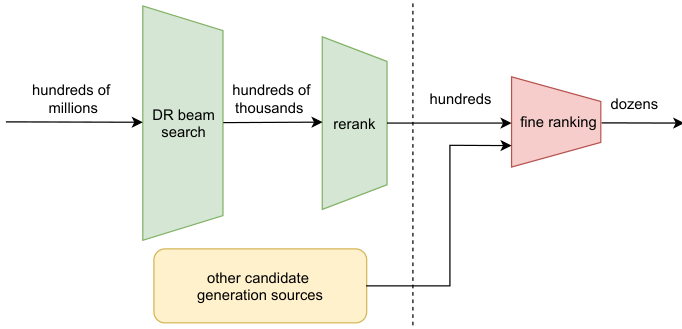 hundreds of
millions
DR beam
search
hundreds of
thousands
rerank
hundreds
fine ranking
dozens
other candidate
generation sources